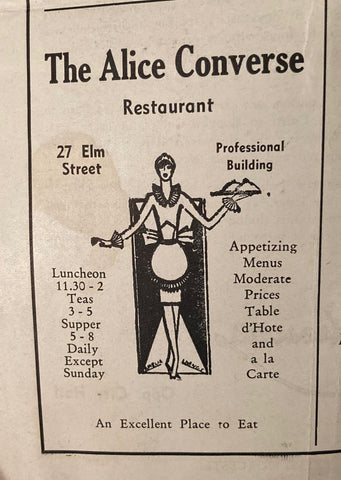 The Alice Converse
Restaurant
27 Elm
Street
Professional
Building
Luncheon
11.30 - 2
Teas
3 - 5
Supper
5 - 8
Daily
Except
Sunday
Appetizing
Menus
Moderate
Prices
Table
d'Hote
and
a la
Carte
An Excellent Place to Eat